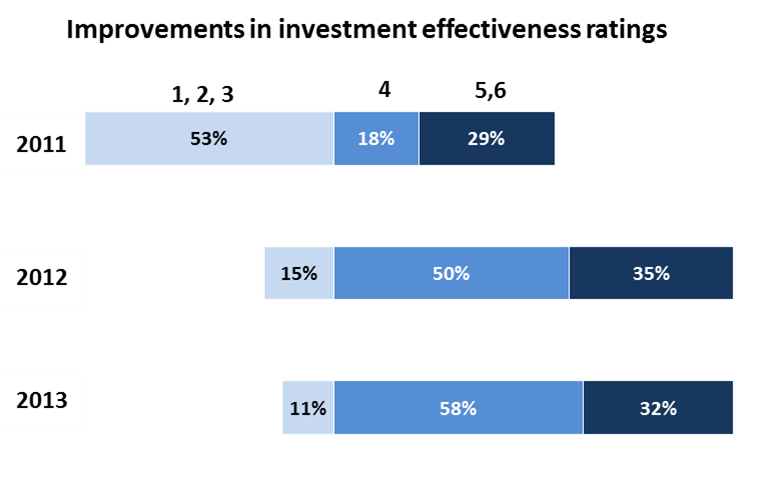 Improvements in investment effectiveness ratings
1, 2, 3 4 5,6
2011 53% 18% 29%
2012 15% 50% 35%
2013 11% 58% 32%